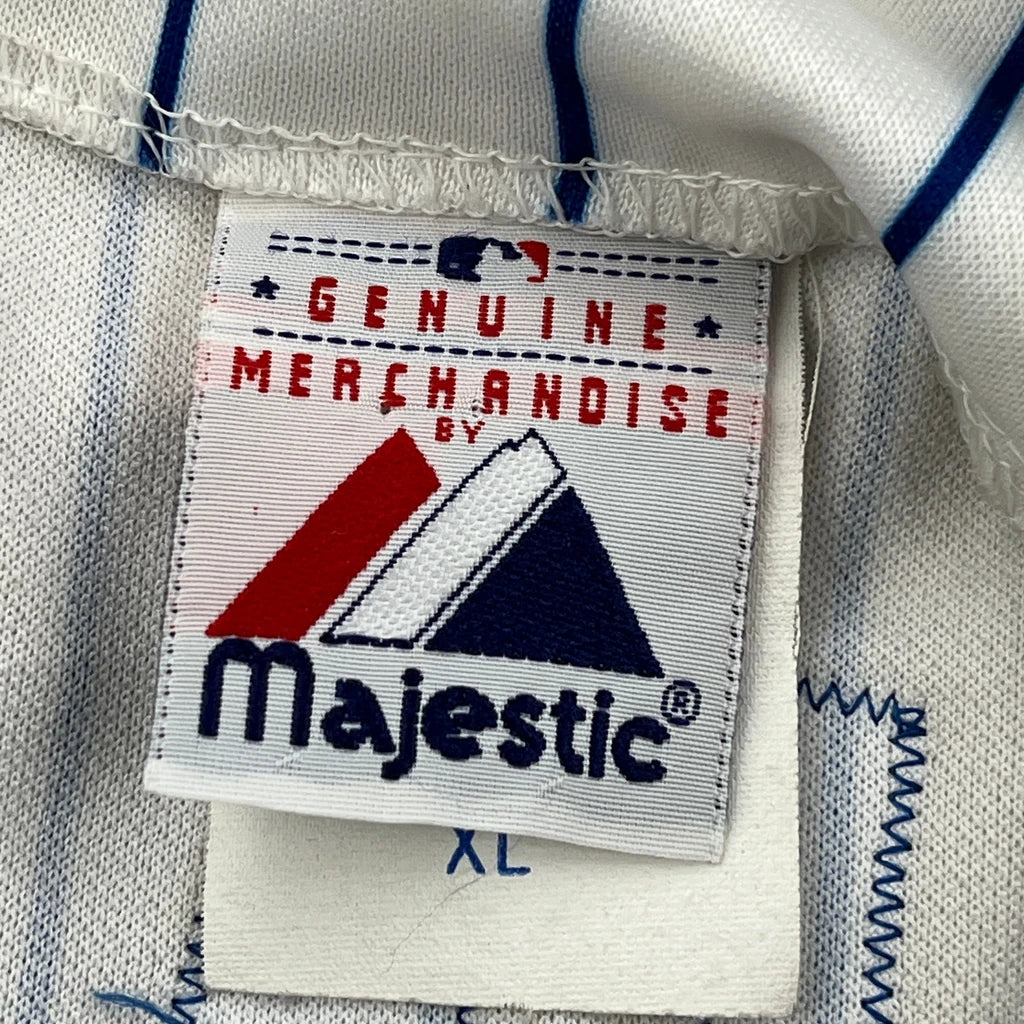 GENUINE
MERCHANDISE
BY
Majestic®
XL